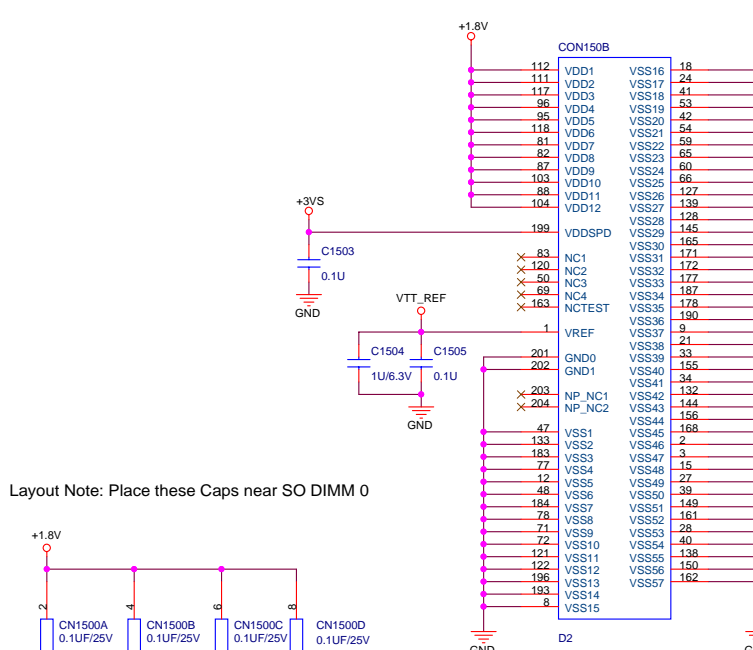 +1.8V
CON150B
112 VDD1 VSS16 18
111 VDD2 VSS17 24
117 VDD3 VSS18 41
96 VDD4 VSS19 53
95 VDD5 VSS20 42
118 VDD6 VSS21 54
81 VDD7 VSS22 59
82 VDD8 VSS23 65
87 VDD9 VSS24 60
103 VDD10 VSS25 66
88 VDD11 VSS26 127
104 VDD12 VSS27 139
VSS28 128
199 VDDSPD VSS29 145
VSS30 165
83 NC1 VSS31 171
120 NC2 VSS32 172
50 NC3 VSS33 177
69 NC4 VSS34 187
163 NCTEST VSS35 178
VSS36 190
1 VREF VSS37 9
VSS38 21
201 GND0 VSS39 33
202 GND1 VSS40 155
VSS41 34
203 NP_NC1 VSS42 132
204 NP_NC2 VSS43 144
VSS44 156
47 VSS1 VSS45 168
133 VSS2 VSS46 2
183 VSS3 VSS47 3
77 VSS4 VSS48 15
12 VSS5 VSS49 27
48 VSS6 VSS50 39
184 VSS7 VSS51 149
78 VSS8 VSS52 161
71 VSS9 VSS53 28
72 VSS10 VSS54 40
121 VSS11 VSS55 138
122 VSS12 VSS56 150
196 VSS13 VSS57 162
193 VSS14
8 VSS15
D2
GND
+3VS
C1503
0.1U
GND
VTT_REF
C1504
1U/6.3V
C1505
0.1U
GND
Layout Note: Place these Caps near SO DIMM 0
+1.8V
2
CN1500A
0.1UF/25V
4
CN1500B
0.1UF/25V
6
CN1500C
0.1UF/25V
8
CN1500D
0.1UF/25V